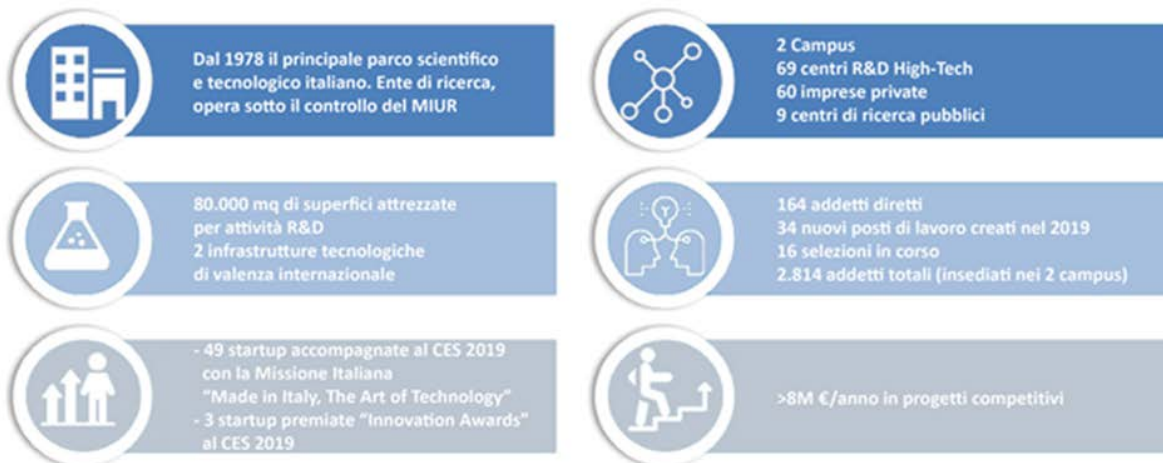 Dal 1978 il principale parco scientifico
e tecnologico italiano. Ente di ricerca,
opera sotto il controllo del MIUR
2 Campus
69 centri R&D High-Tech
60 imprese private
9 centri di ricerca pubblici
80.000 mq di superfici attrezzate
per attività R&D
2 infrastrutture tecnologiche
di valenza internazionale
164 addetti diretti
34 nuovi posti di lavoro creati nel 2019
16 selezioni in corso
2.814 addetti totali (insediati nei 2 campus)
- 49 startup accompagnate al CES 2019
con la Missione Italiana
“Made in Italy, The Art of Technology”
- 3 startup premiate “Innovation Awards”
al CES 2019
>8M €/anno in progetti competitivi